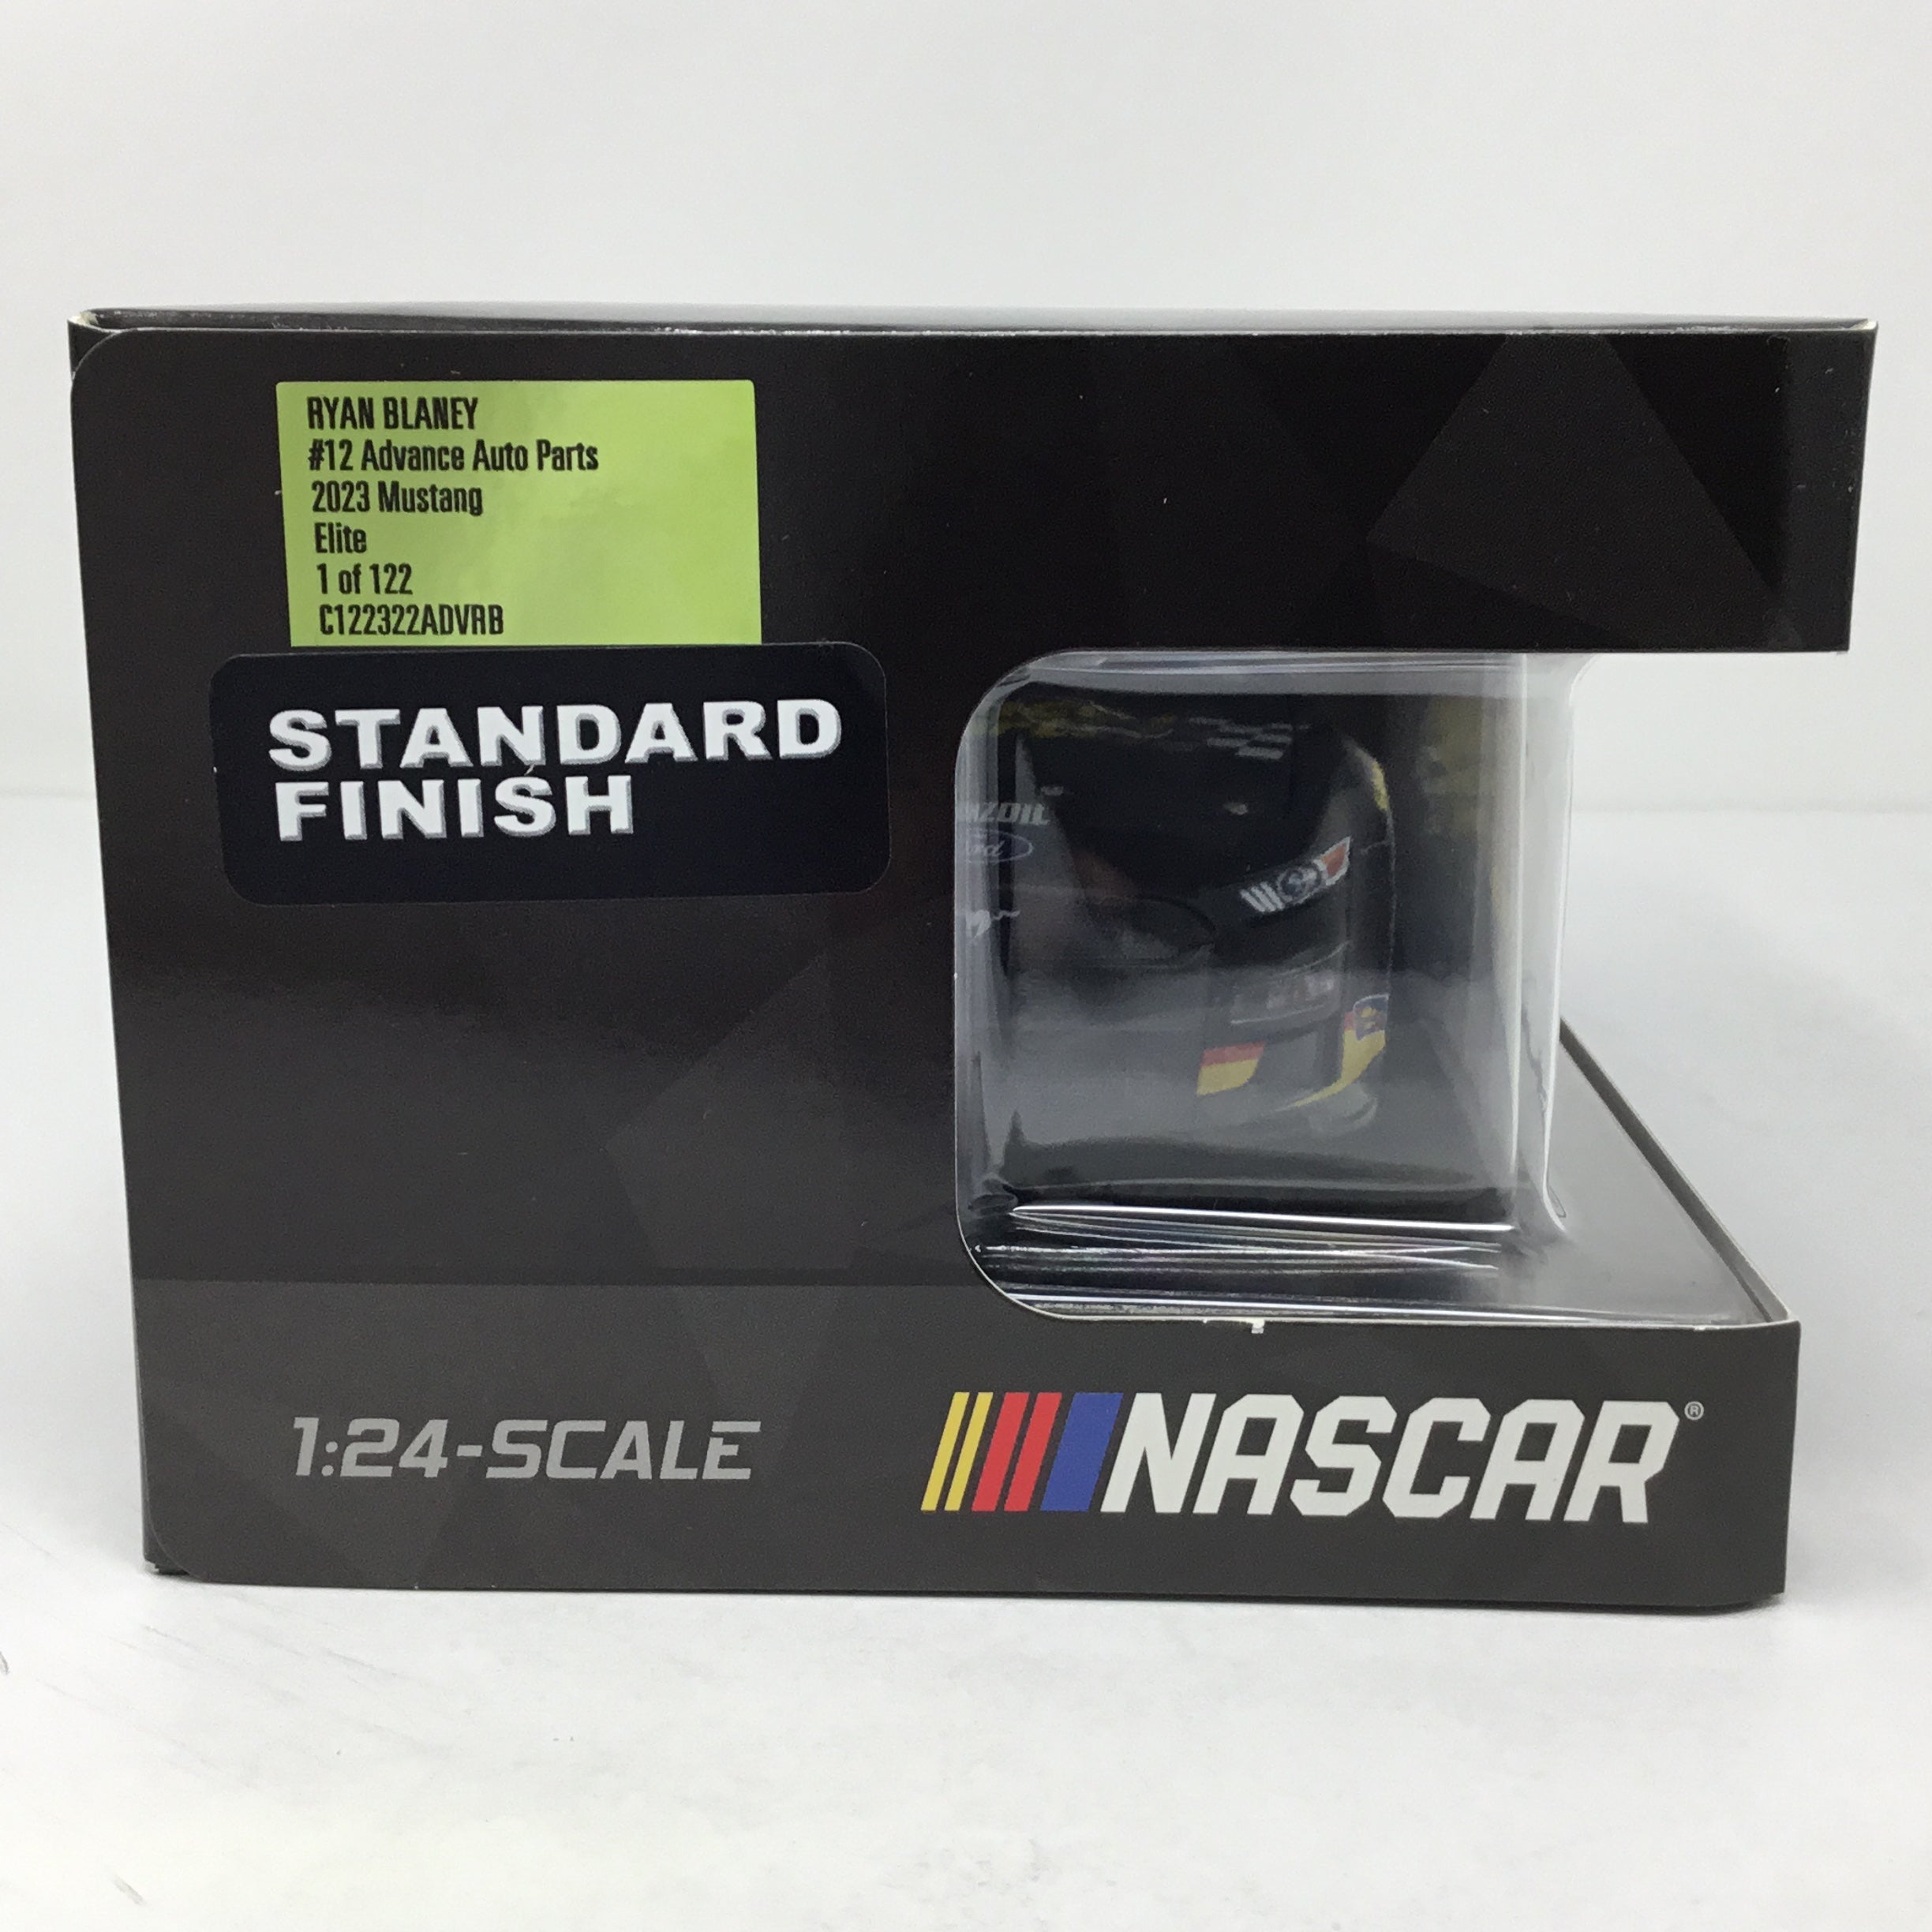 RYAN BLANEY
#12 Advance Auto Parts
2023 Mustang
Elite
1 of 122
C122322ADVRB
STANDARD
FINISH
NZOIL
1:24-SCALE
NASCAR®